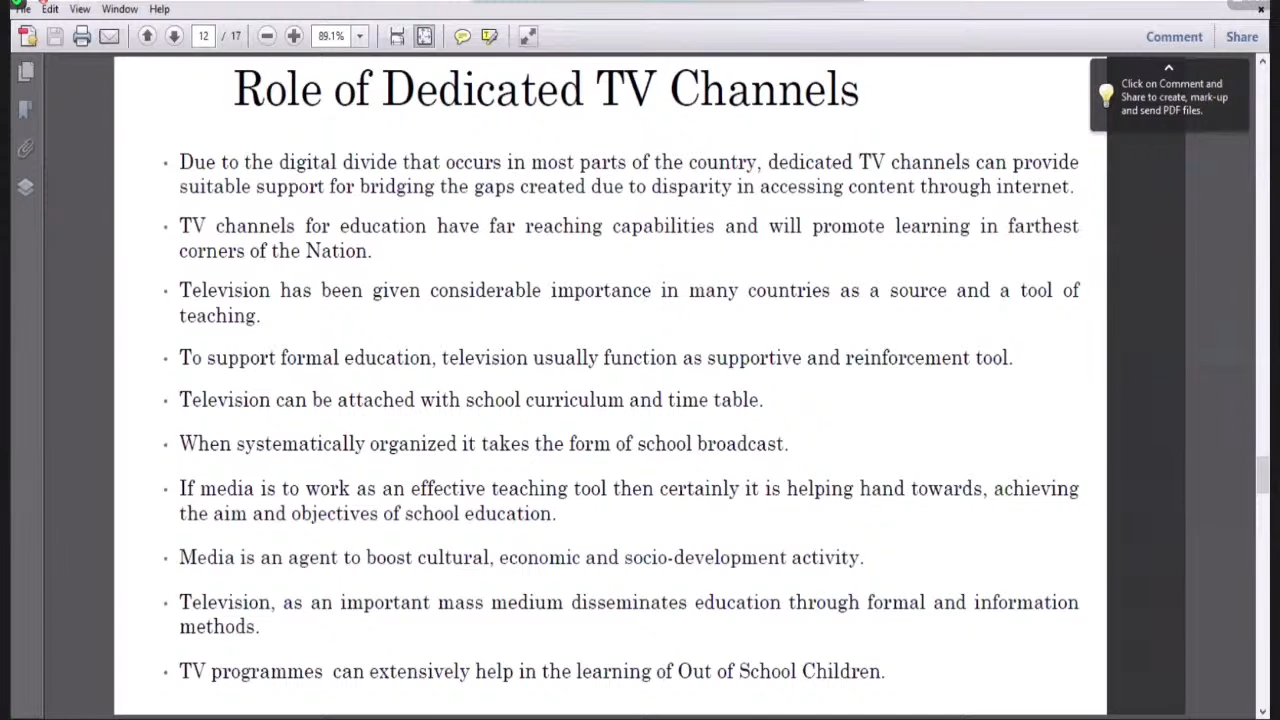 File Edit View Window Help
12 / 17 89.1% Comment Share
Click on Comment and
Share to create, mark-up
and send PDF files.
Role of Dedicated TV Channels
· Due to the digital divide that occurs in most parts of the country, dedicated TV channels can provide
suitable support for bridging the gaps created due to disparity in accessing content through internet.
· TV channels for education have far reaching capabilities and will promote learning in farthest
corners of the Nation.
· Television has been given considerable importance in many countries as a source and a tool of
teaching.
· To support formal education, television usually function as supportive and reinforcement tool.
· Television can be attached with school curriculum and time table.
· When systematically organized it takes the form of school broadcast.
· If media is to work as an effective teaching tool then certainly it is helping hand towards, achieving
the aim and objectives of school education.
· Media is an agent to boost cultural, economic and socio-development activity.
· Television, as an important mass medium disseminates education through formal and information
methods.
· TV programmes can extensively help in the learning of Out of School Children.